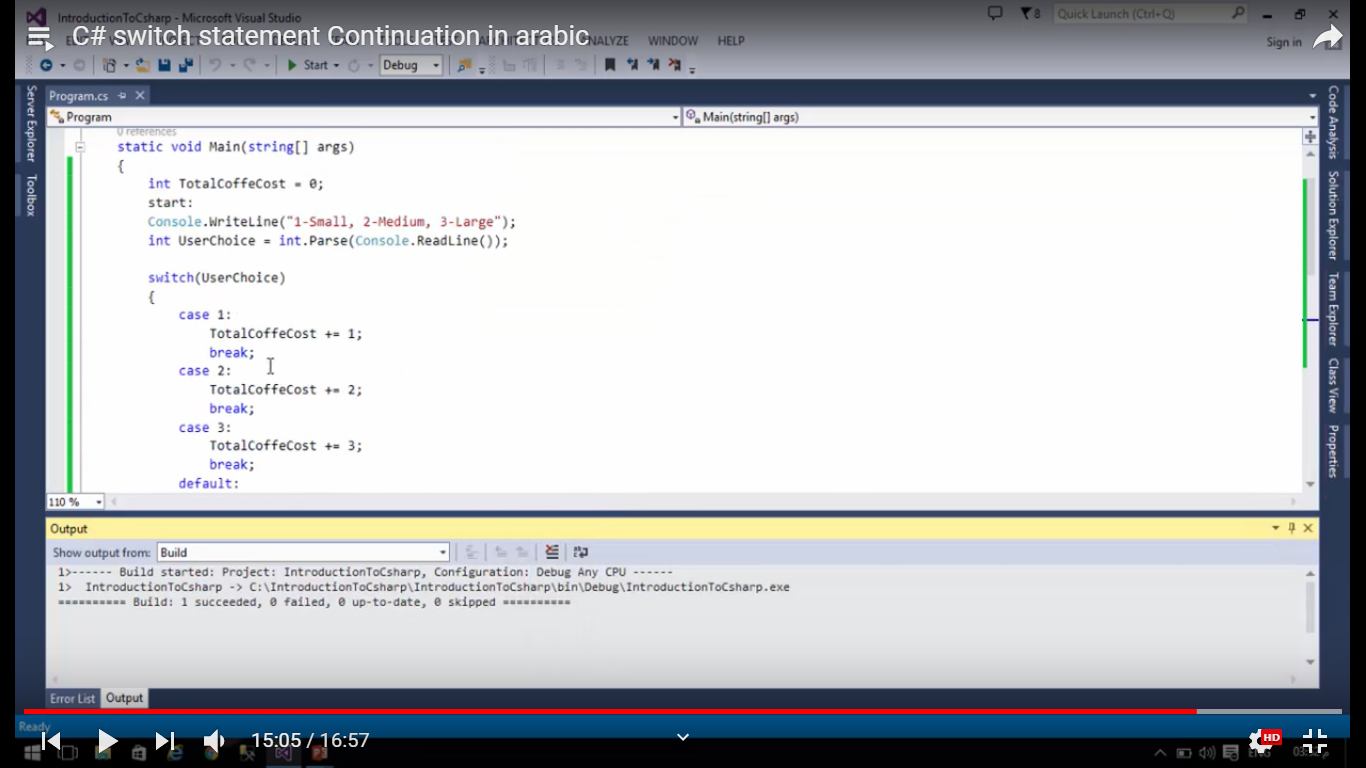 IntroductionToCsharp - Microsoft Visual Studio
8
Quick Launch (Ctrl+Q)
C# switch statement Continuation in arabic
ANALYZE WINDOW HELP
Sign in
Start
Debug
Program.cs
Program
Main(string[] args)
Server Explorer
Toolbox
0 references
static void Main(string[] args)
{
int TotalCoffeCost = 0;
start:
Console.WriteLine("1-Small, 2-Medium, 3-Large");
int UserChoice = int.Parse(Console.ReadLine());
switch(UserChoice)
{
case 1:
TotalCoffeCost += 1;
break;
case 2:
TotalCoffeCost += 2;
break;
case 3:
TotalCoffeCost += 3;
break;
default:
110 %
Code Analysis
Solution Explorer
Team Explorer
Class View
Properties
Output
Show output from: Build
1>------ Build started: Project: IntroductionToCsharp, Configuration: Debug Any CPU ------
1> IntroductionToCsharp -> C:\IntroductionToCsharp\IntroductionToCsharp\bin\Debug\IntroductionToCsharp.exe
========== Build: 1 succeeded, 0 failed, 0 up-to-date, 0 skipped ==========
Error List Output
Ready
15:05 / 16:57
HD